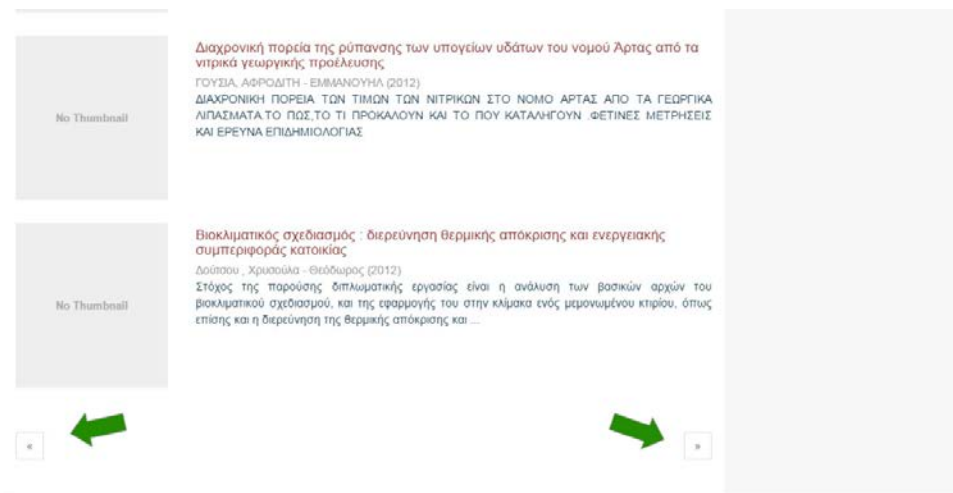 Διαχρονική πορεία της ρύπανσης των υπογείων υδάτων του νομού Άρτας από τα
νιτρικά γεωργικής προέλευσης
ΓΟΥΣΙΑ, ΑΦΡΟΔΙΤΗ - ΕΜΜΑΝΟΥΗΛ (2012)
ΔΙΑΧΡΟΝΙΚΗ ΠΟΡΕΙΑ ΤΩΝ ΤΙΜΩΝ ΤΩΝ ΝΙΤΡΙΚΩΝ ΣΤΟ ΝΟΜΟ ΑΡΤΑΣ ΑΠΟ ΤΑ ΓΕΩΡΓΙΚΑ
ΛΙΠΑΣΜΑΤΑ.ΤΟ ΠΩΣ,ΤΟ ΤΙ ΠΡΟΚΑΛΟΥΝ ΚΑΙ ΤΟ ΠΟΥ ΚΑΤΑΛΗΓΟΥΝ .ΦΕΤΙΝΕΣ ΜΕΤΡΗΣΕΙΣ
No Thumbnail
ΚΑΙ ΕΡΕΥΝΑ ΕΠΙΔΗΜΙΟΛΟΓΙΑΣ
Βιοκλιματικός σχεδιασμός : διερεύνηση θερμικής απόκρισης και ενεργειακής
συμπεριφοράς κατοικίας
Δούτσου , Χρυσούλα - Θεόδωρος (2012)
Στόχος της παρούσης διπλωματικής εργασίας είναι η ανάλυση των βασικών αρχών του
βιοκλιματικού σχεδιασμού, και της εφαρμογής του στην κλίμακα ενός μεμονωμένου κτιρίου, όπως
No Thumbnail
επίσης και η διερεύνηση της θερμικής απόκρισης και ...
«
»